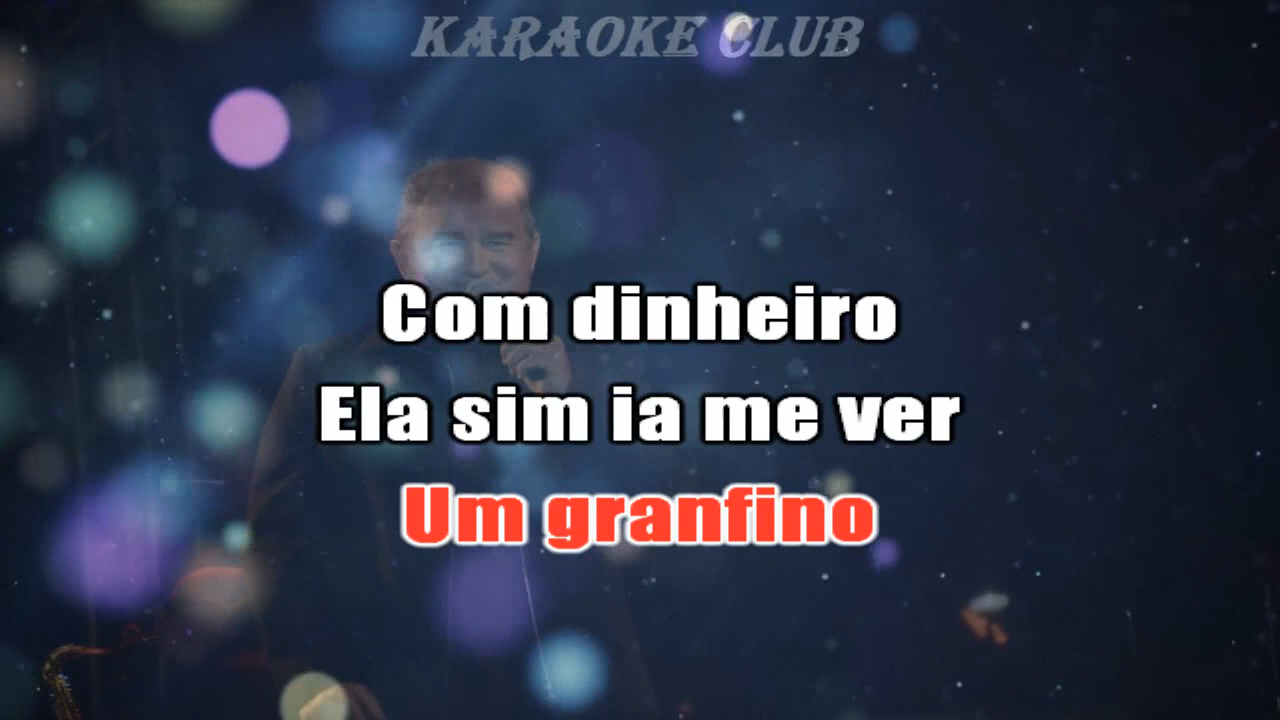 KARAOKE CLUB
Com dinheiro
Ela sim ia me ver
Um granfino